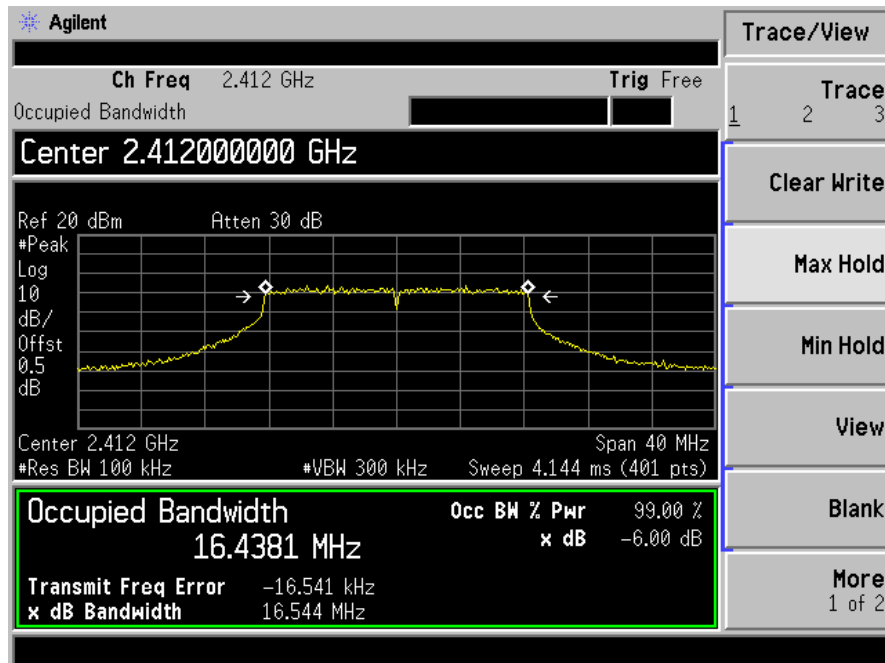 Agilent
Trace/View
Ch Freq 2.412 GHz Trig Free
Occupied Bandwidth
Center 2.412000000 GHz
Ref 20 dBm Atten 30 dB
#Peak
Log
10
dB/
Offst
0.5
dB
Center 2.412 GHz Span 40 MHz
#Res BW 100 kHz #VBW 300 kHz Sweep 4.144 ms (401 pts)
Occupied Bandwidth
16.4381 MHz
Occ BW % Pwr 99.00 %
x dB -6.00 dB
Transmit Freq Error -16.541 kHz
x dB Bandwidth 16.544 MHz
Trace
1 2 3
Clear Write
Max Hold
Min Hold
View
Blank
More
1 of 2